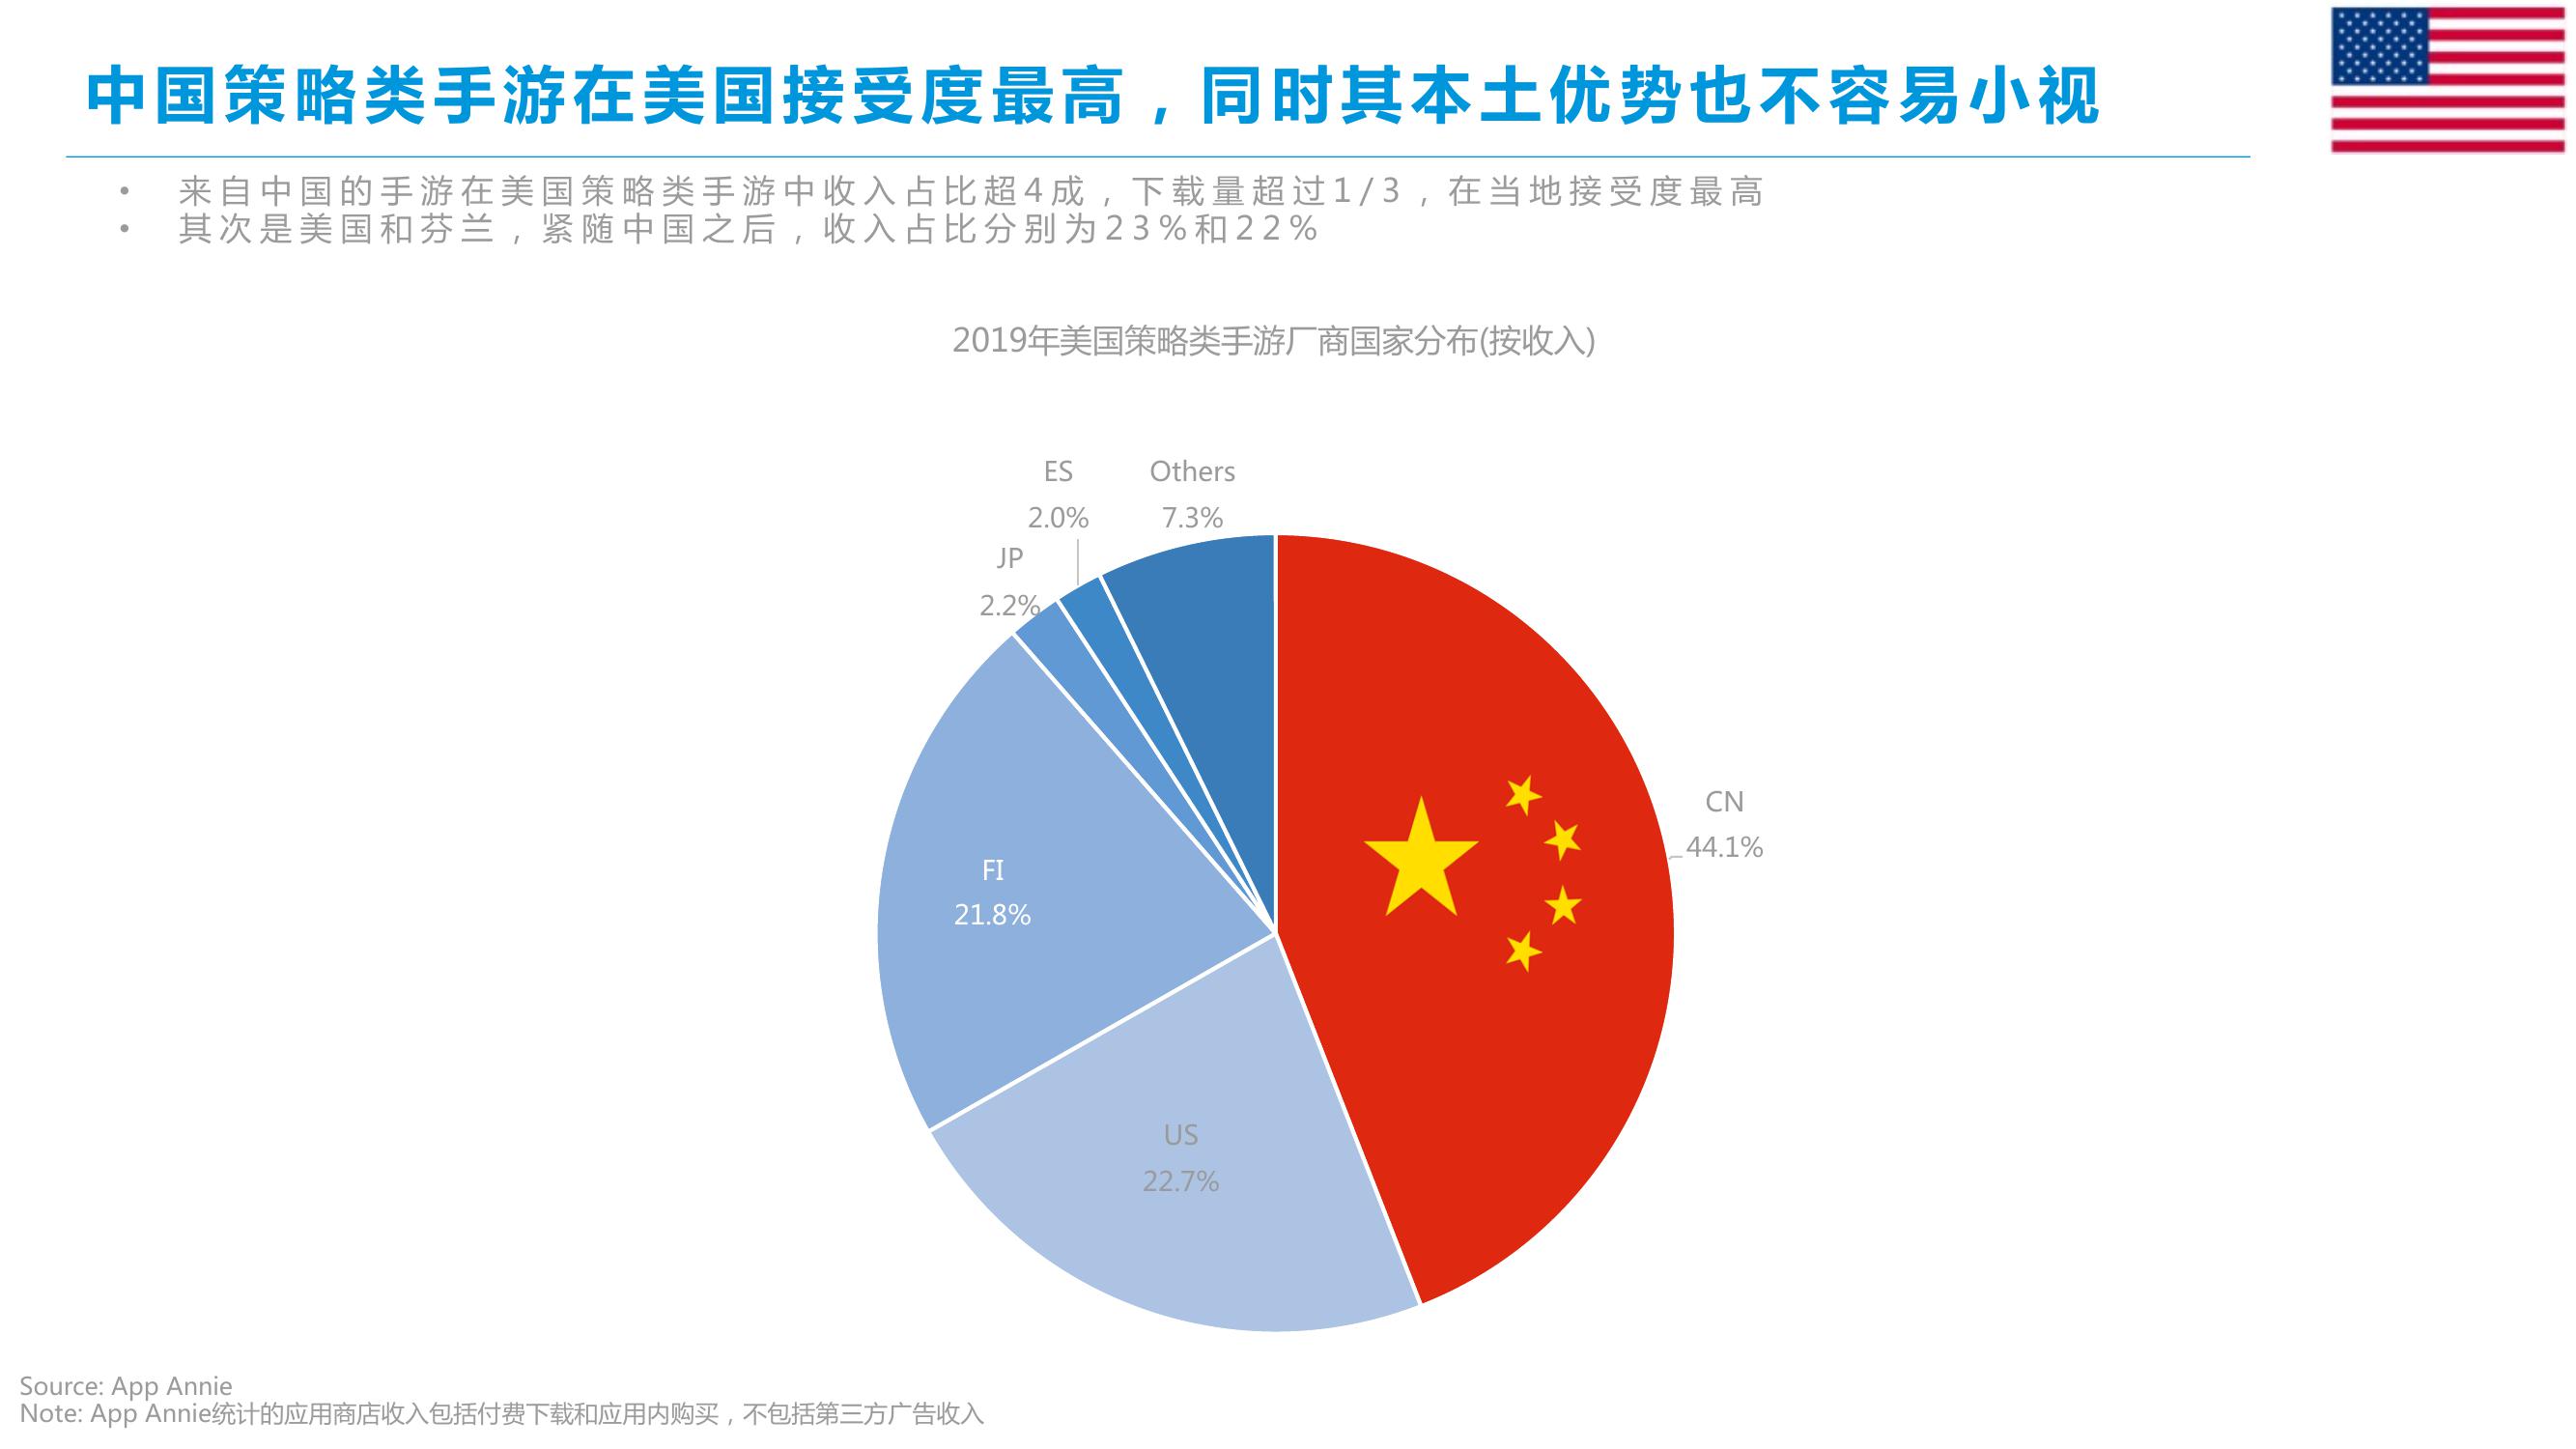 中国策略类手游在美国接受度最高，同时其本土优势也不容易小视
• 来自中国的手游在美国策略类手游中收入占比超4成，下载量超过1/3，在当地接受度最高
• 其次是美国和芬兰，紧随中国之后，收入占比分别为23%和22%
2019年美国策略类手游厂商国家分布(按收入)
ES
2.0%
Others
7.3%
JP
2.2%
CN
44.1%
FI
21.8%
US
22.7%
Source: App Annie
Note: App Annie统计的应用商店收入包括付费下载和应用内购买，不包括第三方广告收入